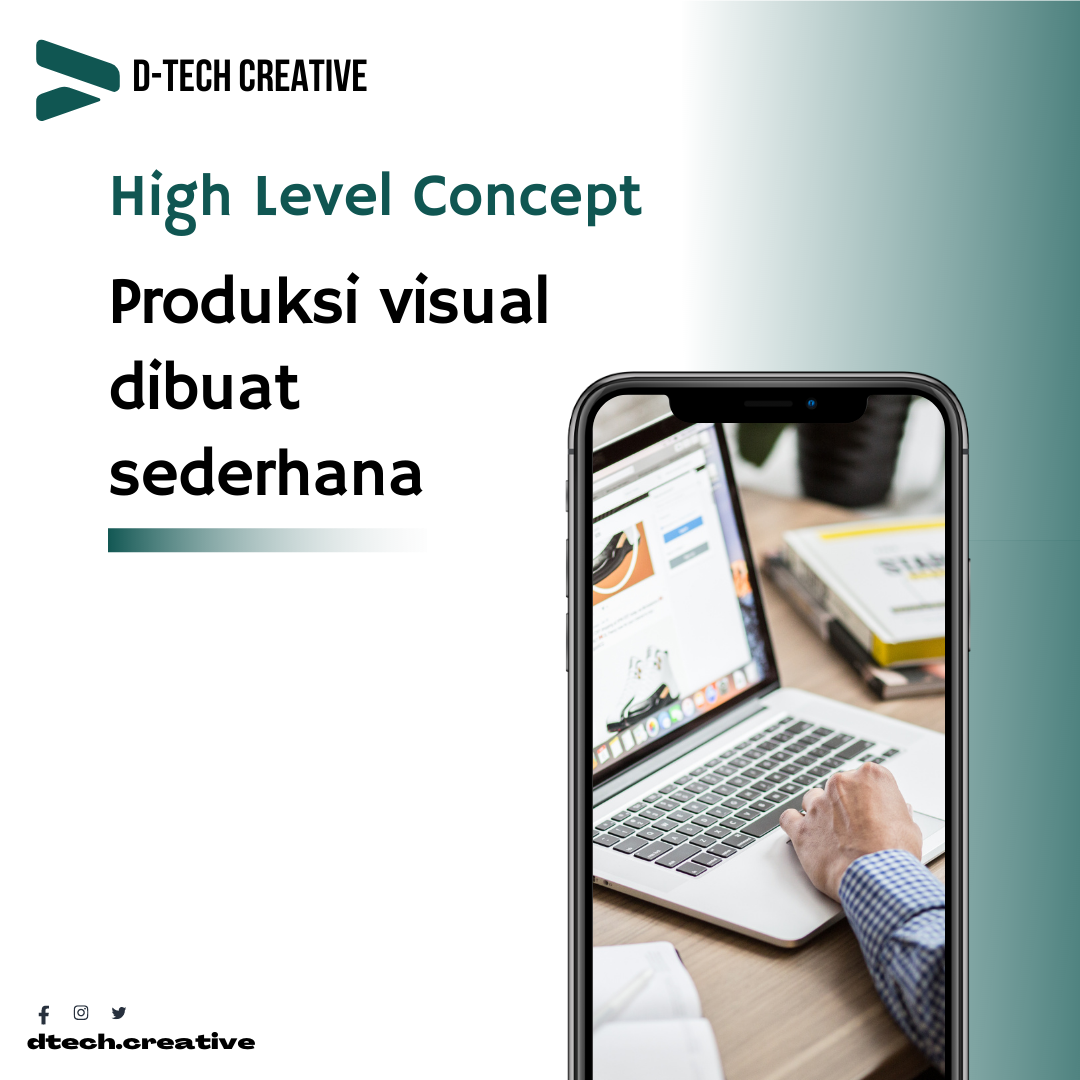 D-TECH CREATIVE
High Level Concept
Produksi visual
dibuat
sederhana
dtech.creative